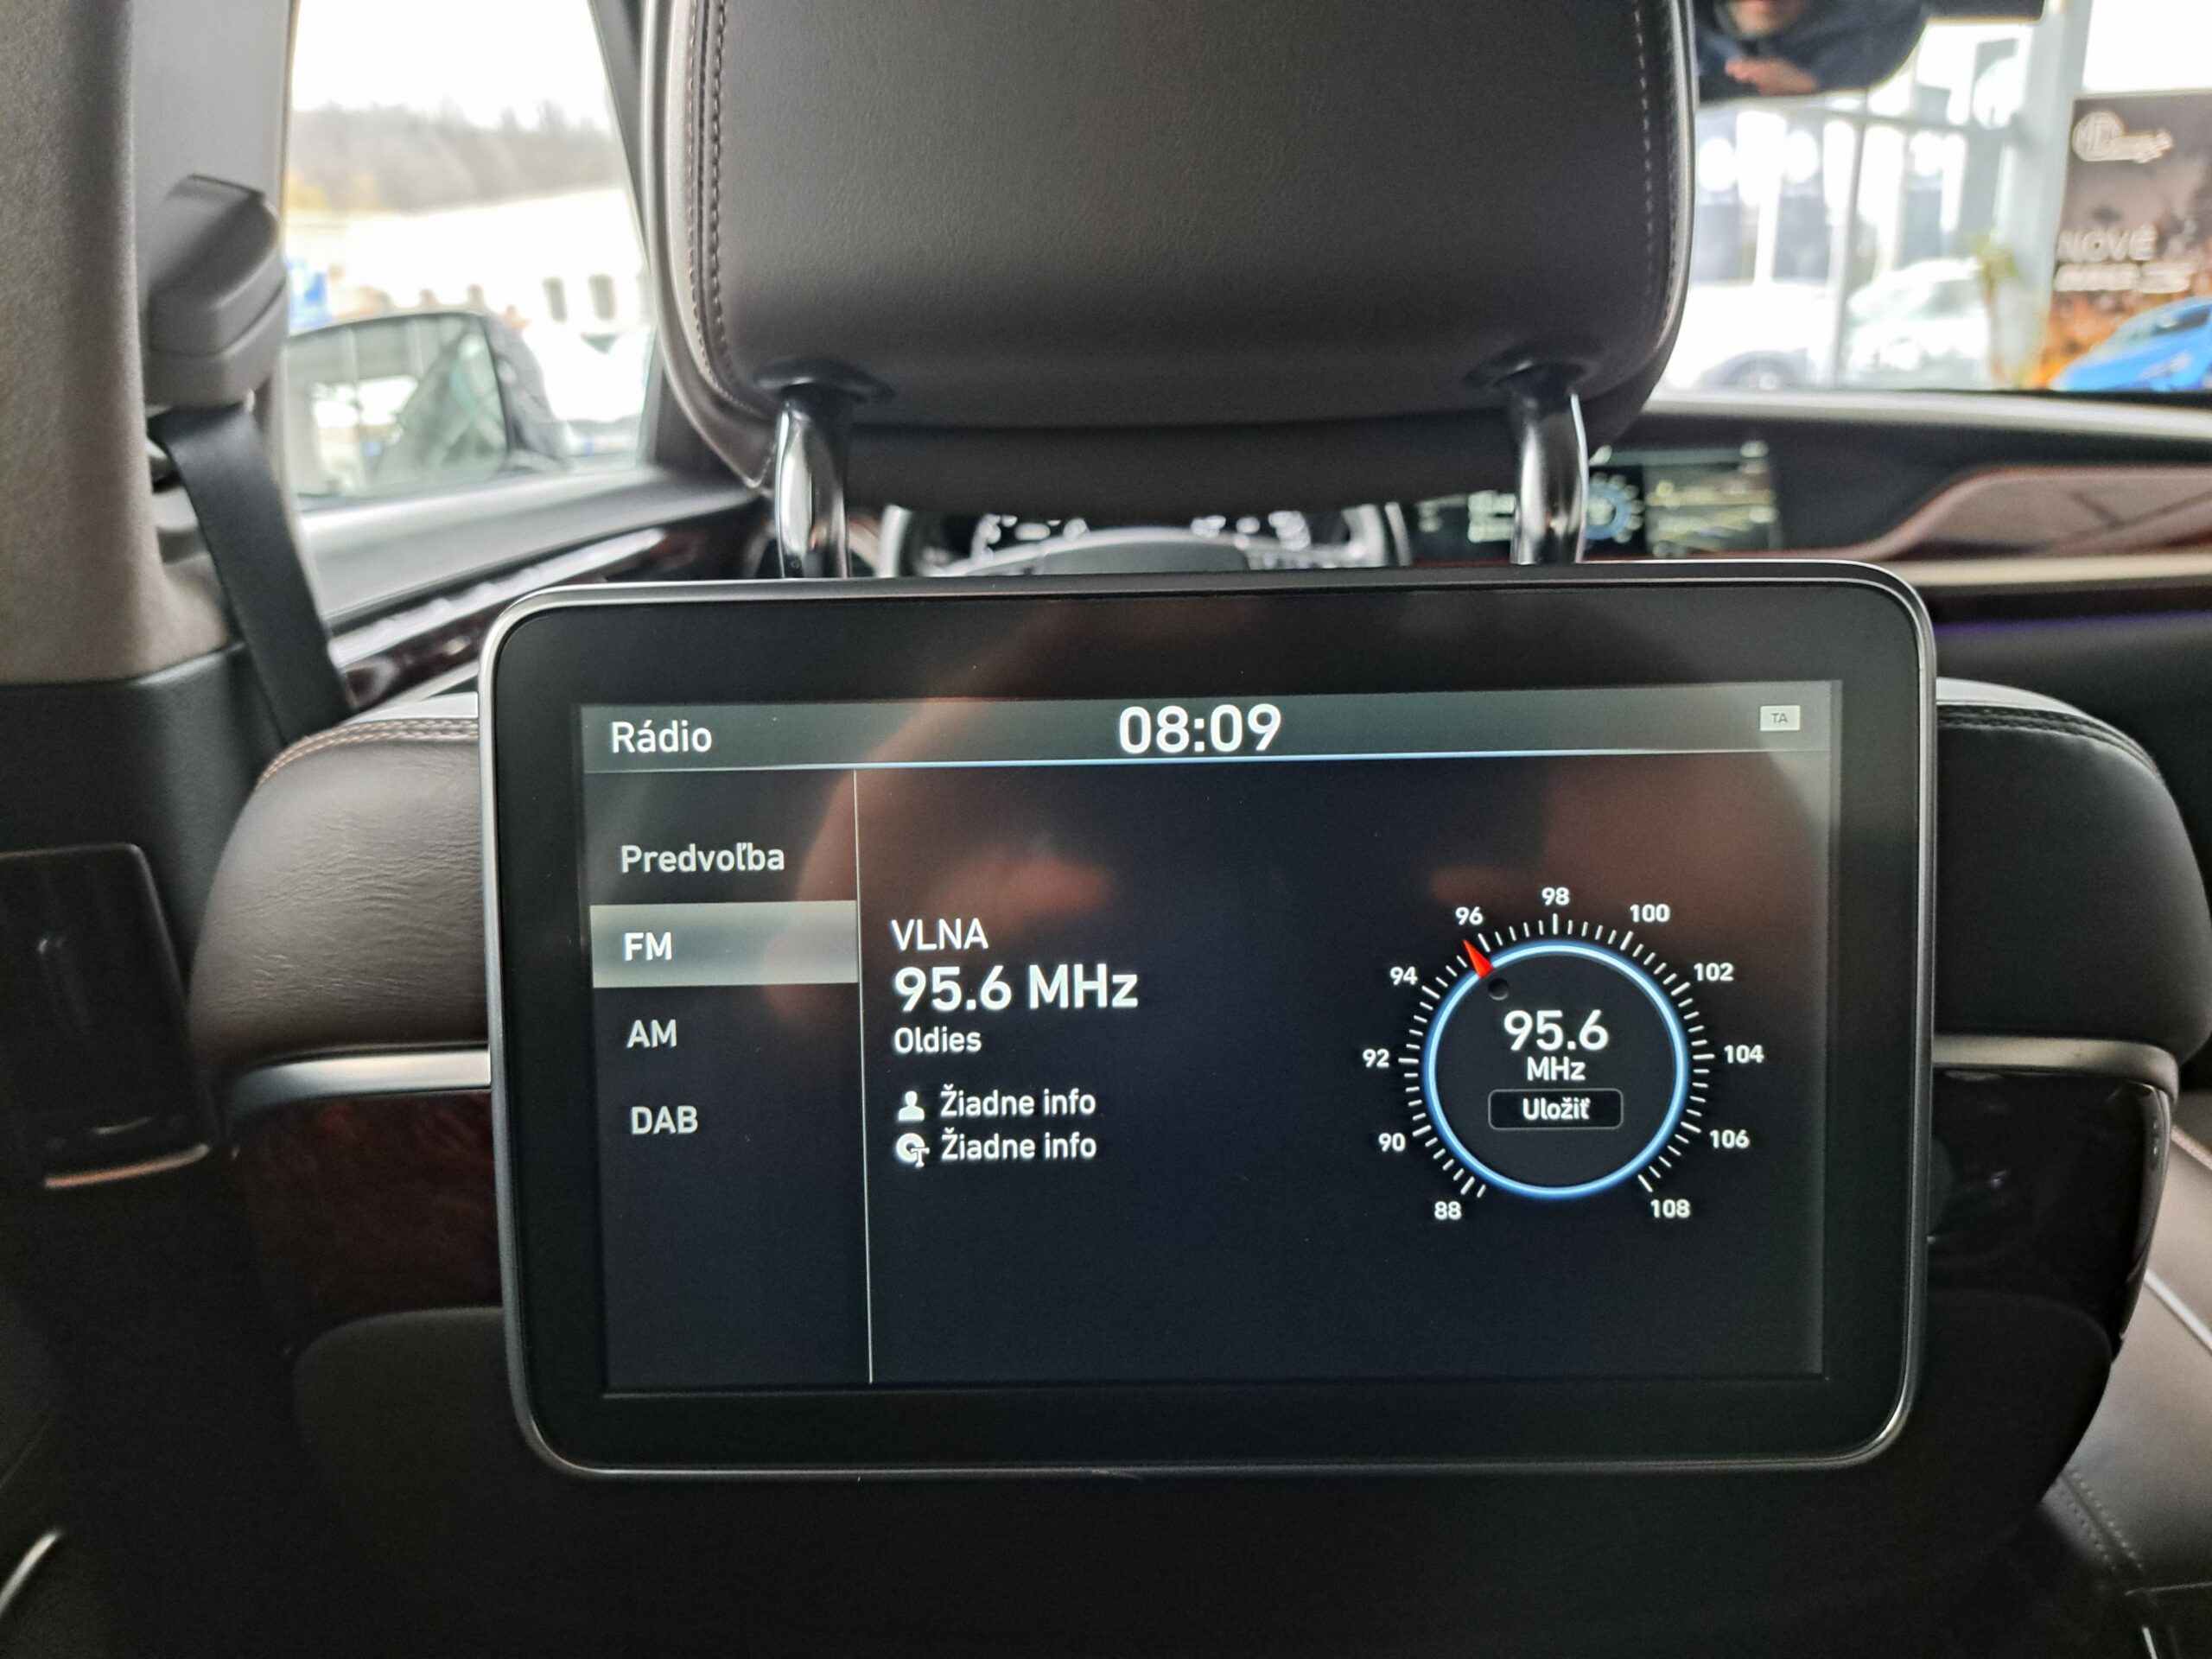 NOVÉ
Rádio
08:09
TA
Predvoľba
FM
AM
DAB
VLNA
95.6 MHz
Oldies
Žiadne info
Žiadne info
88
90
92
94
96
98
100
102
104
106
108
95.6
MHz
Uložiť